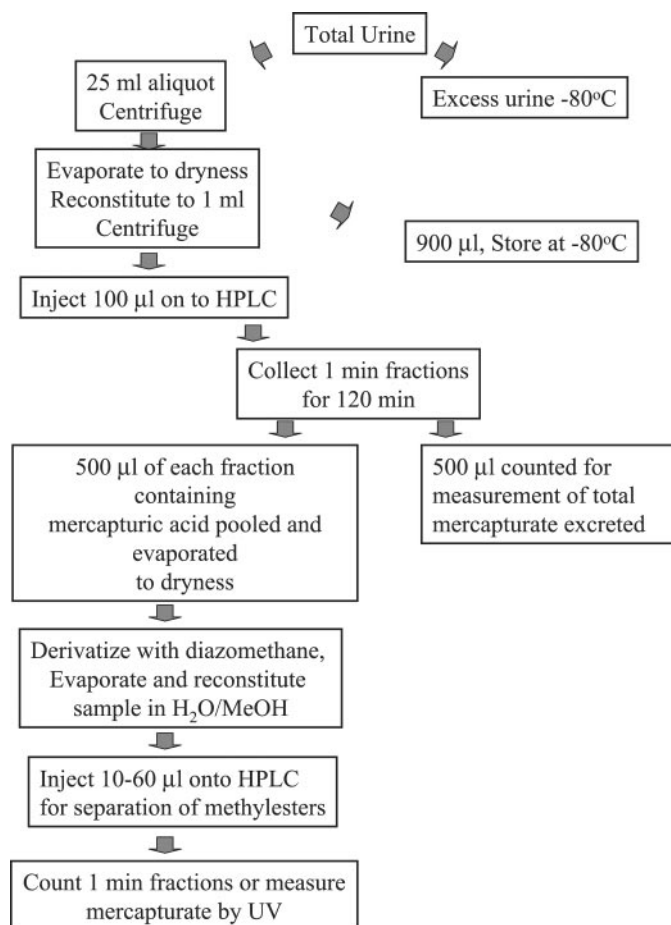 Total Urine
25 ml aliquot
Centrifuge
Excess urine -80°C
Evaporate to dryness
Reconstitute to 1 ml
Centrifuge
900 µl, Store at -80°C
Inject 100 µl on to HPLC
Collect 1 min fractions
for 120 min
500 µl of each fraction
containing
mercapturic acid pooled and
evaporated
to dryness
500 µl counted for
measurement of total
mercapturate excreted
Derivatize with diazomethane,
Evaporate and reconstitute
sample in H₂O/MeOH
Inject 10-60 µl onto HPLC
for separation of methylesters
Count 1 min fractions or measure
mercapturate by UV